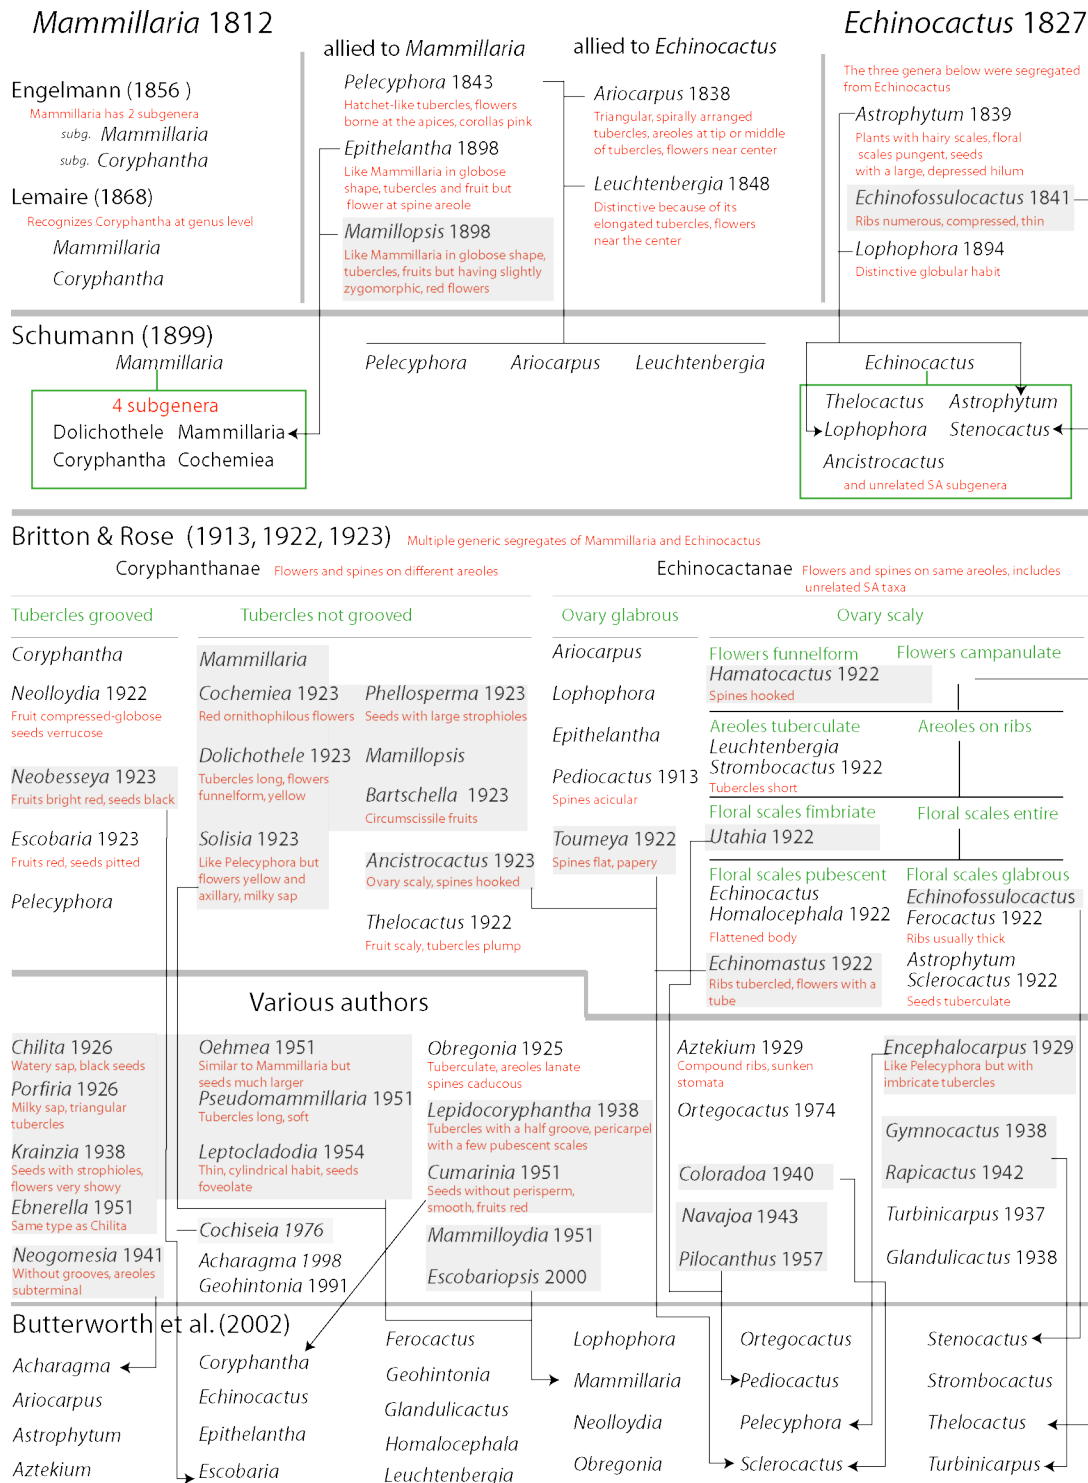 Mammillaria 1812
Echinocactus 1827
allied to Mammillaria
allied to Echinocactus
Engelmann (1856 )
Mammillaria has 2 subgenera
subg. Mammillaria
subg. Coryphantha
Lemaire (1868)
Recognizes Coryphantha at genus level
Mammillaria
Coryphantha
Pelecyphora 1843
Hatchet-like tubercles, flowers
borne at the apices, corollas pink
Epithelantha 1898
Like Mammillaria in globose
shape, tubercles and fruit but
flower at spine areole
Mamillopsis 1898
Like Mammillaria in globose shape,
tubercles, fruits but having slightly
zygomorphic, red flowers
Ariocarpus 1838
Triangular, spirally arranged
tubercles, areoles at tip or middle
of tubercles, flowers near center
Leuchtenbergia 1848
Distinctive because of its
elongated tubercles, flowers
near the center
The three genera below were segregated
from Echinocactus
Astrophytum 1839
Plants with hairy scales, floral
scales pungent, seeds
with a large, depressed hilum
Echinofossulocactus 1841
Ribs numerous, compressed, thin
Lophophora 1894
Distinctive globular habit
Schumann (1899)
Mammillaria
4 subgenera
Dolichothele Mammillaria
Coryphantha Cochemiea
Pelecyphora
Ariocarpus
Leuchtenbergia
Echinocactus
Thelocactus Astrophytum
Lophophora Stenocactus
Ancistrocactus
and unrelated SA subgenera
Britton & Rose (1913, 1922, 1923) Multiple generic segregates of Mammillaria and Echinocactus
Coryphanthanae Flowers and spines on different areoles
Echinocactanae Flowers and spines on same areoles, includes
unrelated SA taxa
Tubercles grooved
Tubercles not grooved
Ovary glabrous
Ovary scaly
Coryphantha
Neolloydia 1922
Fruit compressed-globose
seeds verrucose
Neobesseya 1923
Fruits bright red, seeds black
Escobaria 1923
Fruits red, seeds pitted
Pelecyphora
Mammillaria
Cochemiea 1923
Red ornithophilous flowers
Dolichothele 1923
Tubercles long, flowers
funnelform, yellow
Solisia 1923
Like Pelecyphora but
flowers yellow and
axillary, milky sap
Phellosperma 1923
Seeds with large strophioles
Mamillopsis
Bartschella 1923
Circumscissile fruits
Ancistrocactus 1923
Ovary scaly, spines hooked
Thelocactus 1922
Fruit scaly, tubercles plump
Ariocarpus
Lophophora
Epithelantha
Pediocactus 1913
Spines acicular
Toumeya 1922
Spines flat, papery
Flowers funnelform
Hamatocactus 1922
Spines hooked
Flowers campanulate
Areoles tuberculate
Leuchtenbergia
Strombocactus 1922
Tubercles short
Areoles on ribs
Floral scales fimbriate
Utahia 1922
Floral scales entire
Floral scales pubescent
Echinocactus
Homalocephala 1922
Flattened body
Echinomastus 1922
Ribs tubercled, flowers with a
tube
Floral scales glabrous
Echinofossulocactus
Ferocactus 1922
Ribs usually thick
Astrophytum
Sclerocactus 1922
Seeds tuberculate
Various authors
Chilita 1926
Watery sap, black seeds
Porfiria 1926
Milky sap, triangular
tubercles
Krainzia 1938
Seeds with strophioles,
flowers very showy
Ebnerella 1951
Same type as Chilita
Neogomesia 1941
Without grooves, areoles
subterminal
Oehmea 1951
Similar to Mammillaria but
seeds much larger
Pseudomammillaria 1951
Tubercles long, soft
Leptocladodia 1954
Thin, cylindrical habit, seeds
foveolate
Cochiseia 1976
Acharagma 1998
Geohintonia 1991
Obregonia 1925
Tuberculate, areoles lanate
spines caducous
Lepidocoryphantha 1938
Tubercles with a half groove, pericarpel
with a few pubescent scales
Cumarinia 1951
Seeds without perisperm,
smooth, fruits red
Mammilloydia 1951
Escobariopsis 2000
Aztekium 1929
Compound ribs, sunken
stomata
Ortegocactus 1974
Coloradoa 1940
Navajoa 1943
Pilocanthus 1957
Encephalocarpus 1929
Like Pelecyphora but with
imbricate tubercles
Gymnocactus 1938
Rapicactus 1942
Turbinicarpus 1937
Glandulicactus 1938
Butterworth et al. (2002)
Acharagma
Ariocarpus
Astrophytum
Aztekium
Coryphantha
Echinocactus
Epithelantha
Escobaria
Ferocactus
Geohintonia
Glandulicactus
Homalocephala
Leuchtenbergia
Lophophora
Mammillaria
Neolloydia
Obregonia
Ortegocactus
Pediocactus
Pelecyphora
Sclerocactus
Stenocactus
Strombocactus
Thelocactus
Turbinicarpus